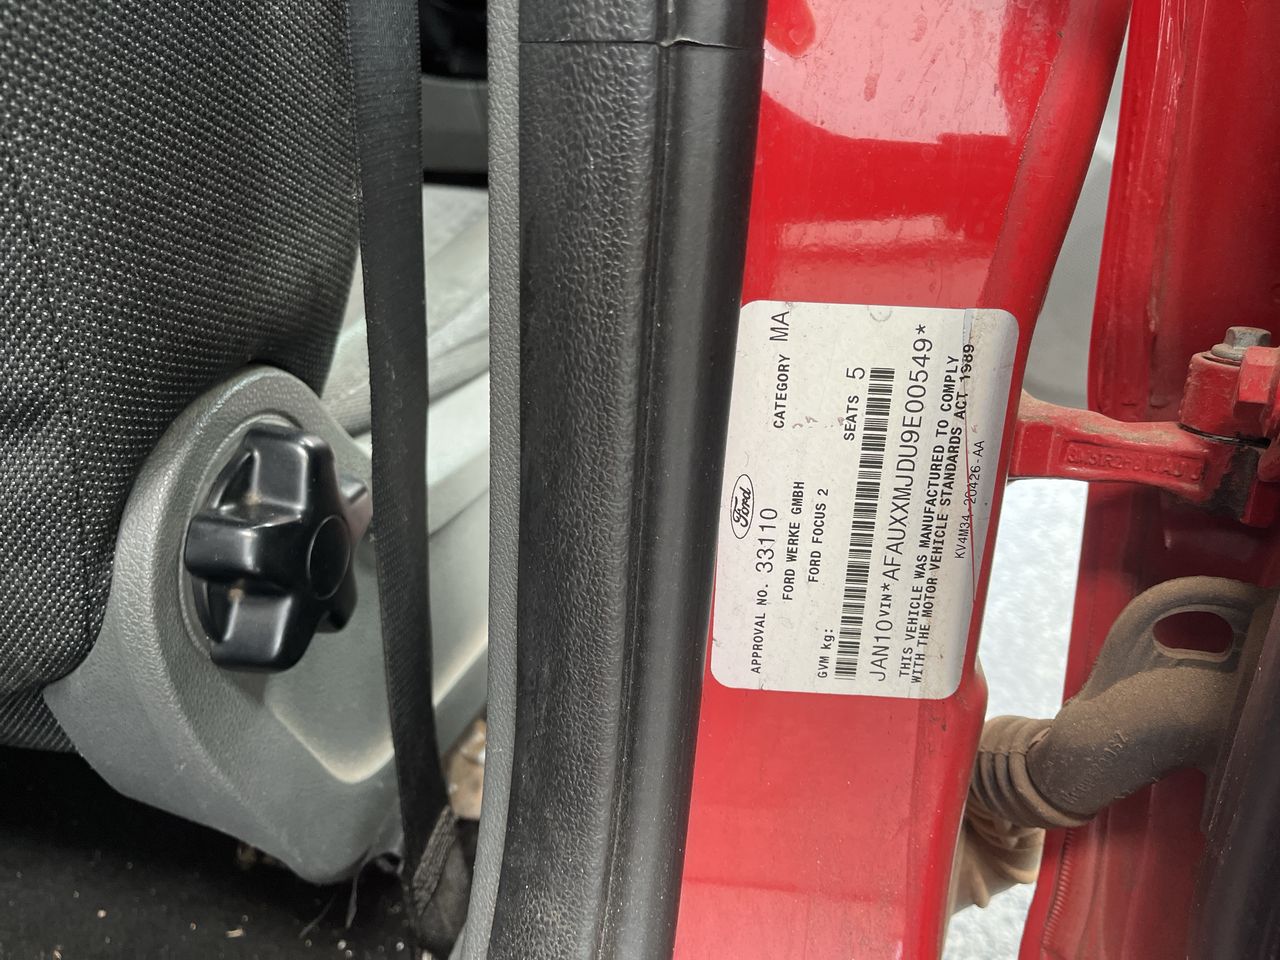 Ford
APPROVAL NO. 33110 CATEGORY MA
FORD WERKE GMBH
FORD FOCUS 2
GVM kg: SEATS 5
JAN10 VIN*AFAUXXMJDU9E00549*
THIS VEHICLE WAS MANUFACTURED TO COMPLY
WITH THE MOTOR VEHICLE STANDARDS ACT 1989
KV4M34-20426-AA